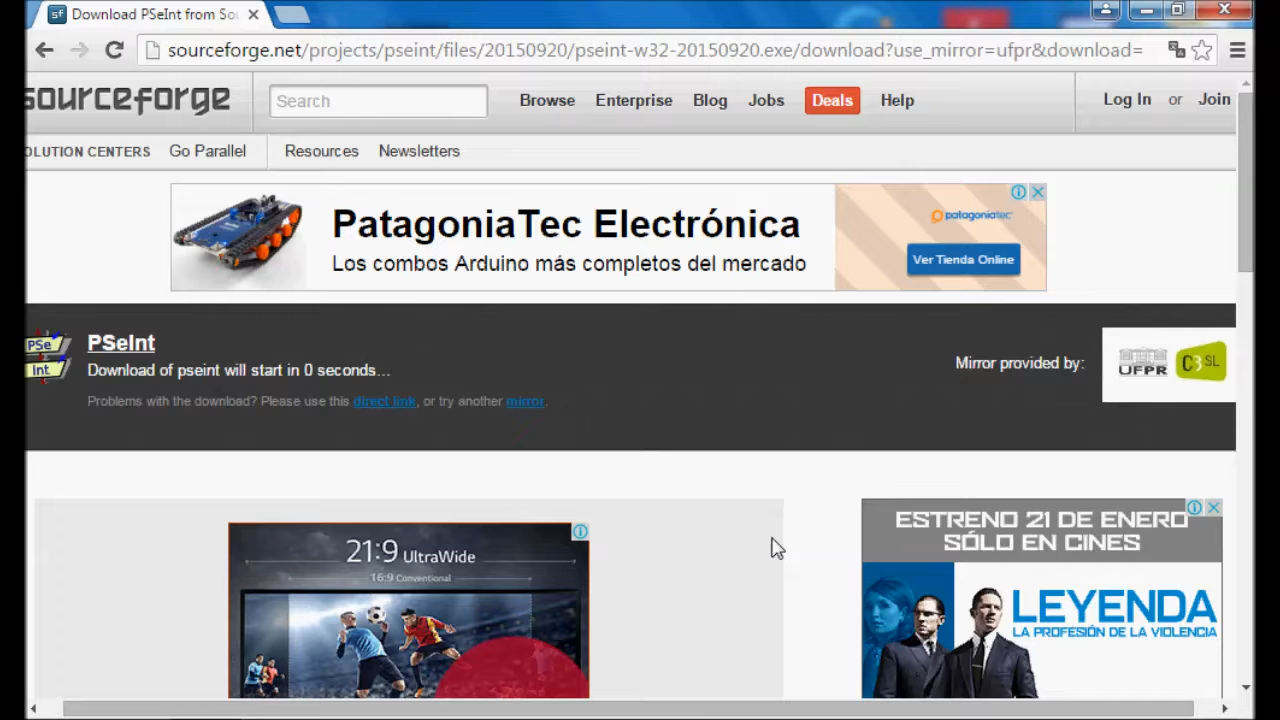 Download PSeInt from Sou
sourceforge.net/projects/pseint/files/20150920/pseint-w32-20150920.exe/download?use_mirror=ufpr&download=
sourceforge
Search
Browse
Enterprise
Blog
Jobs
Deals
Help
Log In or Join
OLUTION CENTERS
Go Parallel
Resources
Newsletters
PatagoniaTec Electrónica
Los combos Arduino más completos del mercado
patagoniatec
Ver Tienda Online
PSe
Int
PSeInt
Download of pseint will start in 0 seconds...
Problems with the download? Please use this direct link, or try another mirror.
Mirror provided by:
UFPR
C3SL
21:9 UltraWide
16:9 Conventional
ESTRENO 21 DE ENERO
SÓLO EN CINES
LEYENDA
LA PROFESIÓN DE LA VIOLENCIA